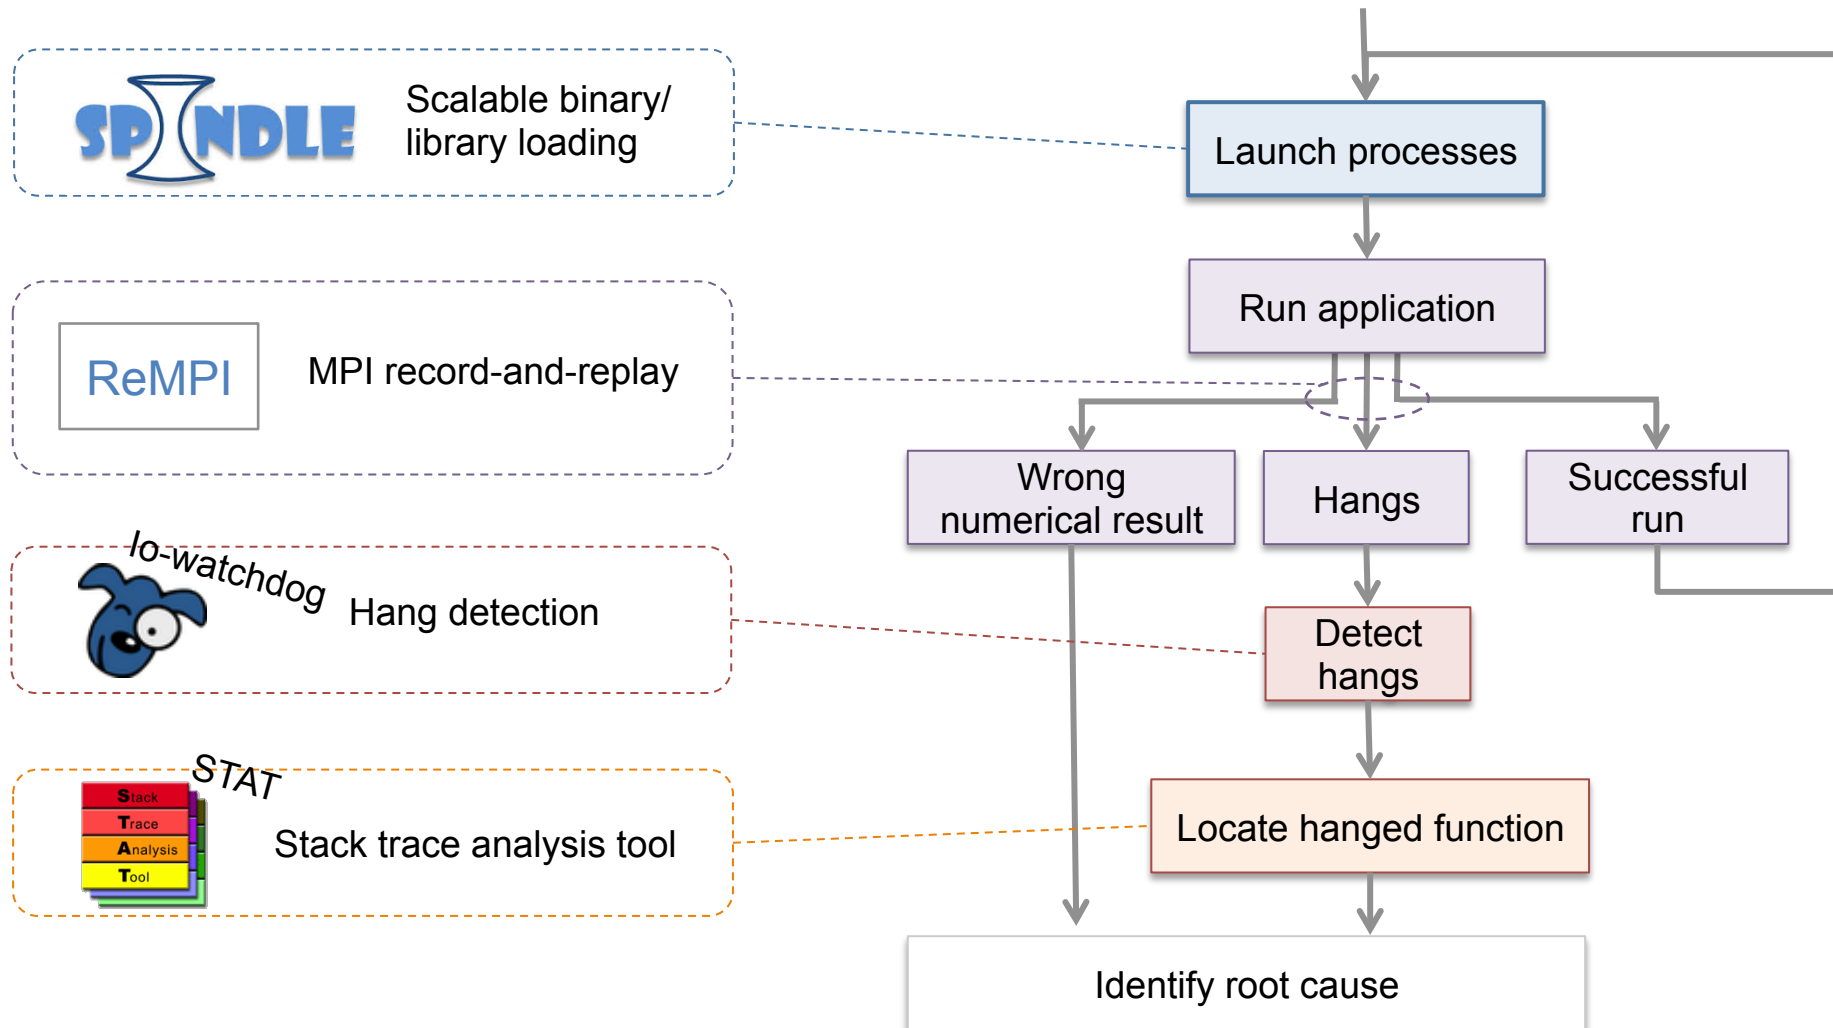 SPINDLE
Scalable binary/
library loading
Launch processes
Run application
ReMPI
MPI record-and-replay
Wrong
numerical result
Hangs
Successful
run
Io-watchdog
Hang detection
Detect
hangs
STAT
Stack
Trace
Analysis
Tool
Stack trace analysis tool
Locate hanged function
Identify root cause